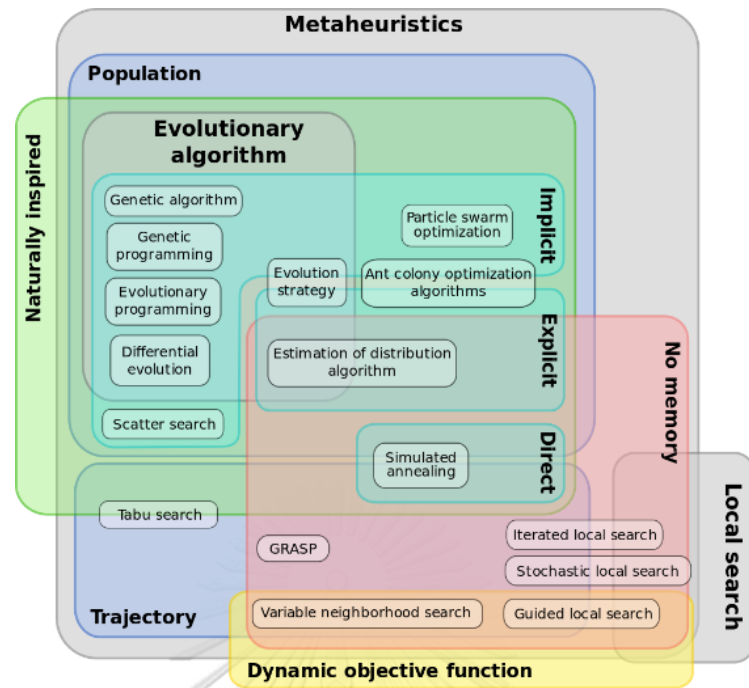 Metaheuristics
Population
Naturally inspired
Evolutionary
algorithm
Implicit
Genetic algorithm
Particle swarm
optimization
Genetic
programming
Evolution
strategy
Ant colony optimization
algorithms
Evolutionary
programming
Explicit
Differential
evolution
Estimation of distribution
algorithm
No memory
Scatter search
Direct
Simulated
annealing
Local search
Tabu search
Iterated local search
GRASP
Stochastic local search
Trajectory
Variable neighborhood search
Guided local search
Dynamic objective function